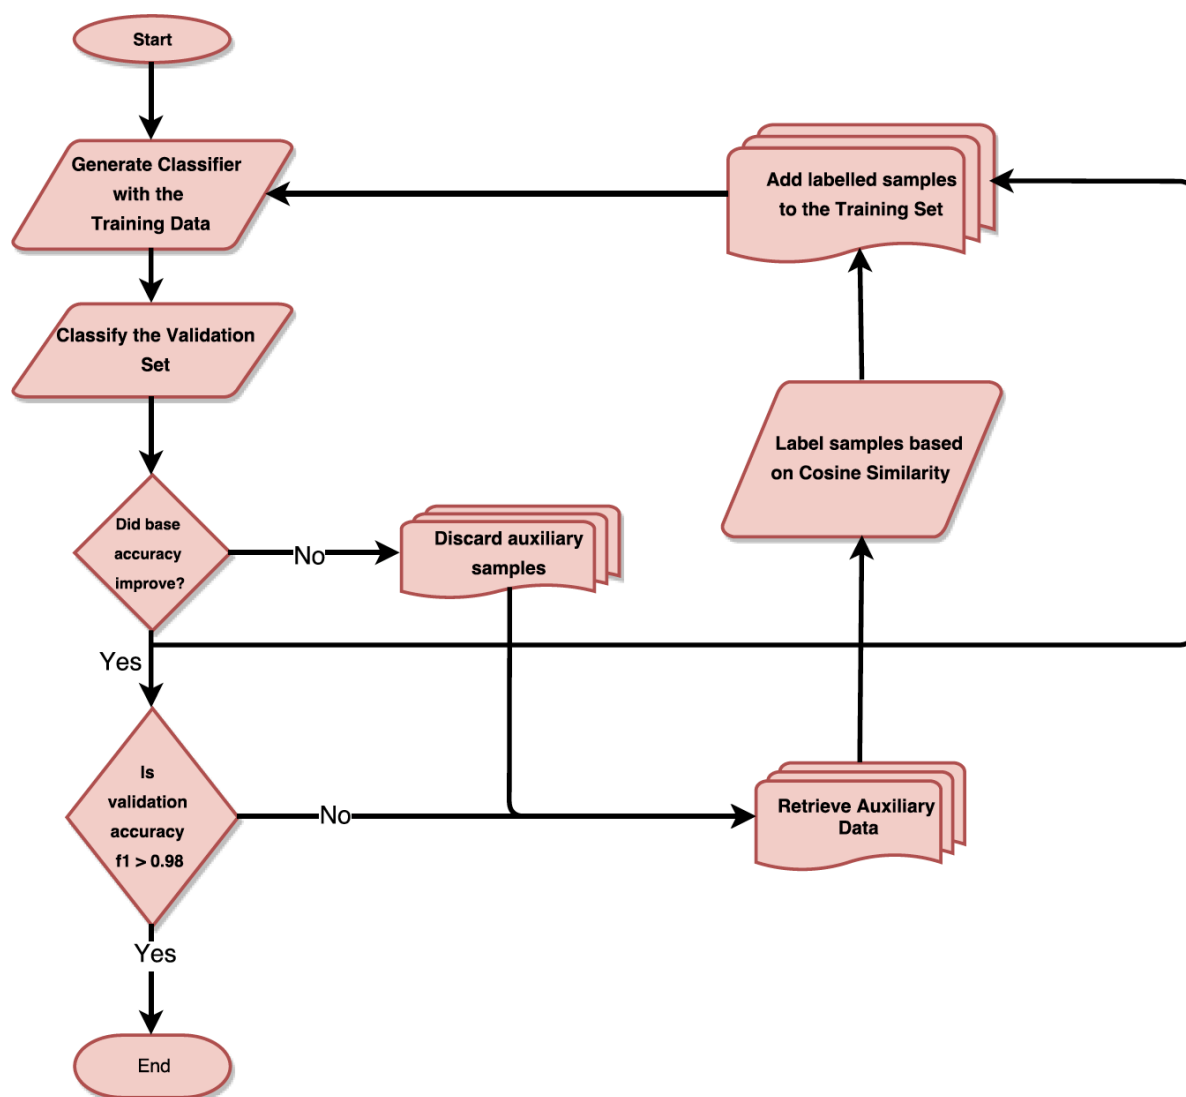 Start
Generate Classifier
with the
Training Data
Add labelled samples
to the Training Set
Classify the Validation
Set
Label samples based
on Cosine Similarity
Did base
accuracy
improve?
No
Discard auxiliary
samples
Yes
Is
validation
accuracy
f1 > 0.98
No
Retrieve Auxiliary
Data
Yes
End